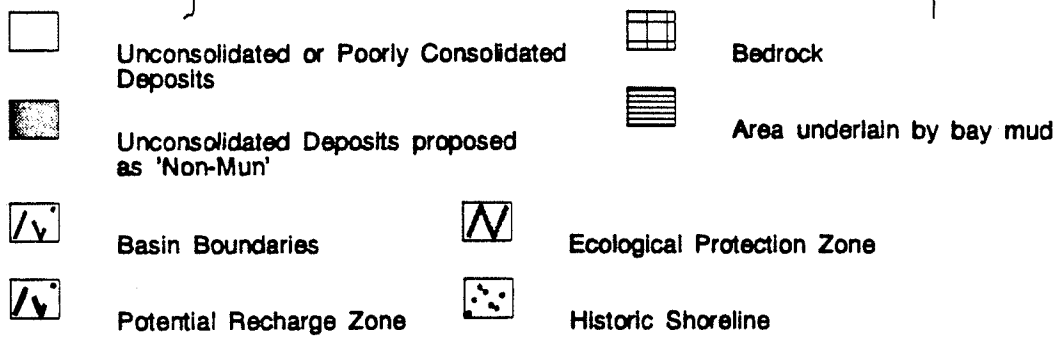 Unconsolidated or Poorly Consolidated
Deposits
Bedrock
Unconsolidated Deposits proposed
as 'Non-Mun'
Area underlain by bay mud
Basin Boundaries
Ecological Protection Zone
Potential Recharge Zone
Historic Shoreline